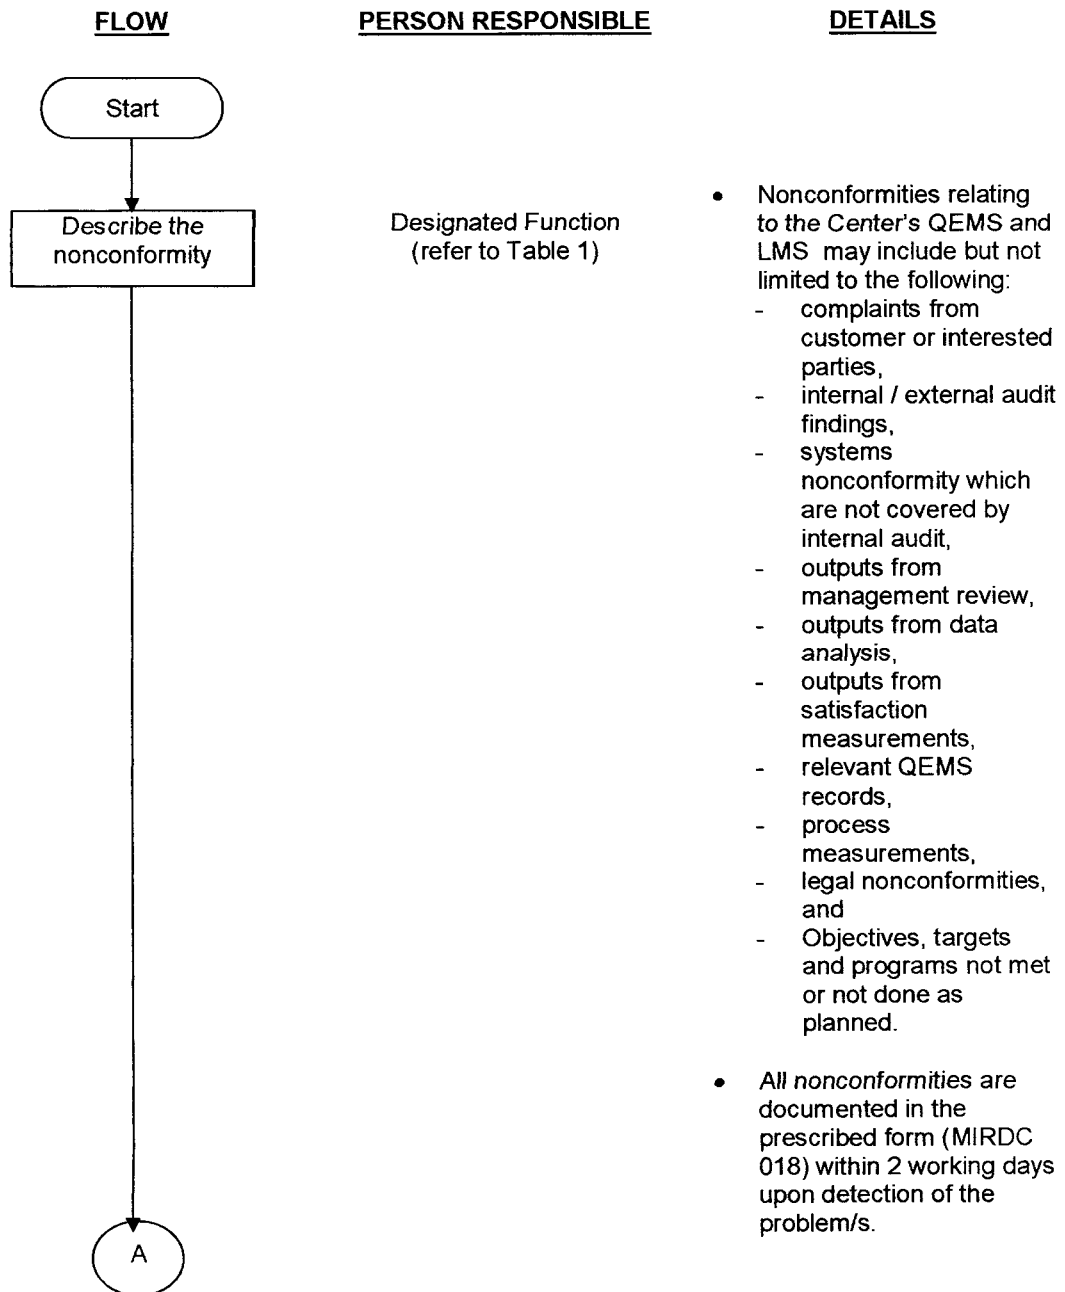 FLOW
PERSON RESPONSIBLE
DETAILS
Start
Describe the
nonconformity
Designated Function
(refer to Table 1)
• Nonconformities relating
to the Center's QEMS and
LMS may include but not
limited to the following:
- complaints from
customer or interested
parties,
- internal / external audit
findings,
- systems
nonconformity which
are not covered by
internal audit,
- outputs from
management review,
- outputs from data
analysis,
- outputs from
satisfaction
measurements,
- relevant QEMS
records,
- process
measurements,
- legal nonconformities,
and
- Objectives, targets
and programs not met
or not done as
planned.
• All nonconformities are
documented in the
prescribed form (MIRDC
018) within 2 working days
upon detection of the
problem/s.
A